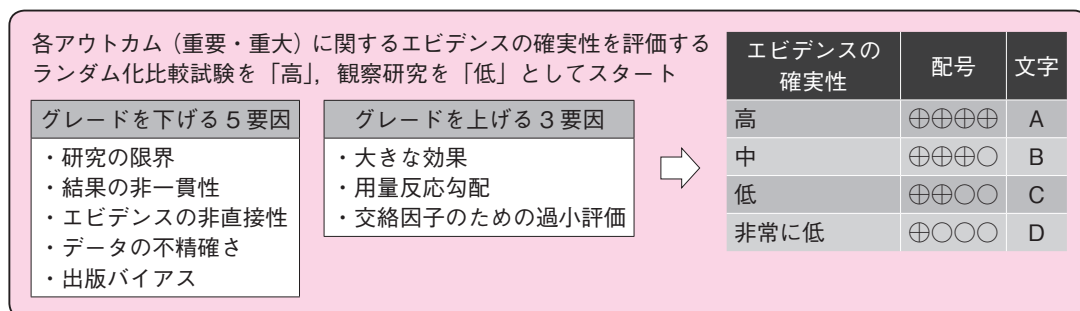 各アウトカム（重要・重大）に関するエビデンスの確実性を評価する
ランダム化比較試験を「高」，観察研究を「低」としてスタート
グレードを下げる 5 要因
・研究の限界
・結果の非一貫性
・エビデンスの非直接性
・データの不精確さ
・出版バイアス
グレードを上げる 3 要因
・大きな効果
・用量反応勾配
・交絡因子のための過小評価
エビデンスの
確実性
配号
文字
高 ⊕⊕⊕⊕ A
中 ⊕⊕⊕○ B
低 ⊕⊕○○ C
非常に低 ⊕○○○ D